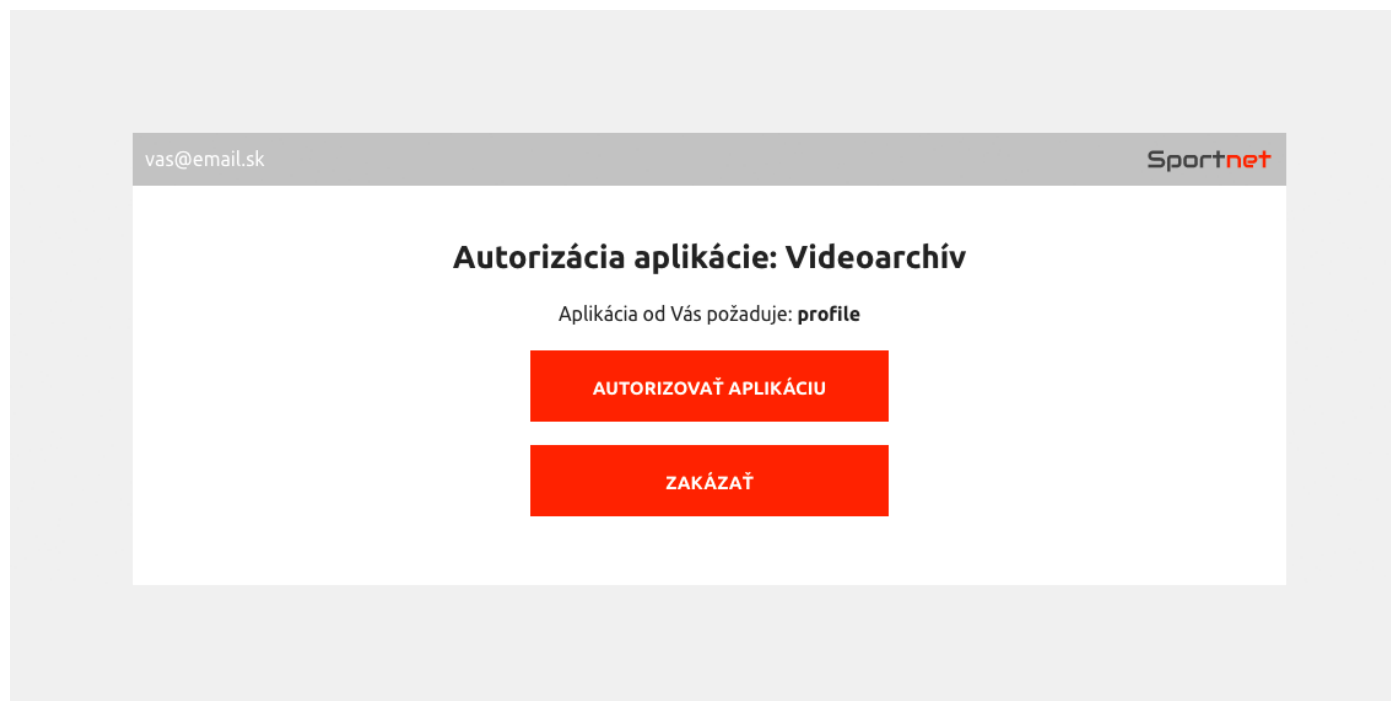 vas@email.sk
Sportnet
Autorizácia aplikácie: Videoarchív
Aplikácia od Vás požaduje: profile
AUTORIZOVAŤ APLIKÁCIU
ZAKÁZAŤ